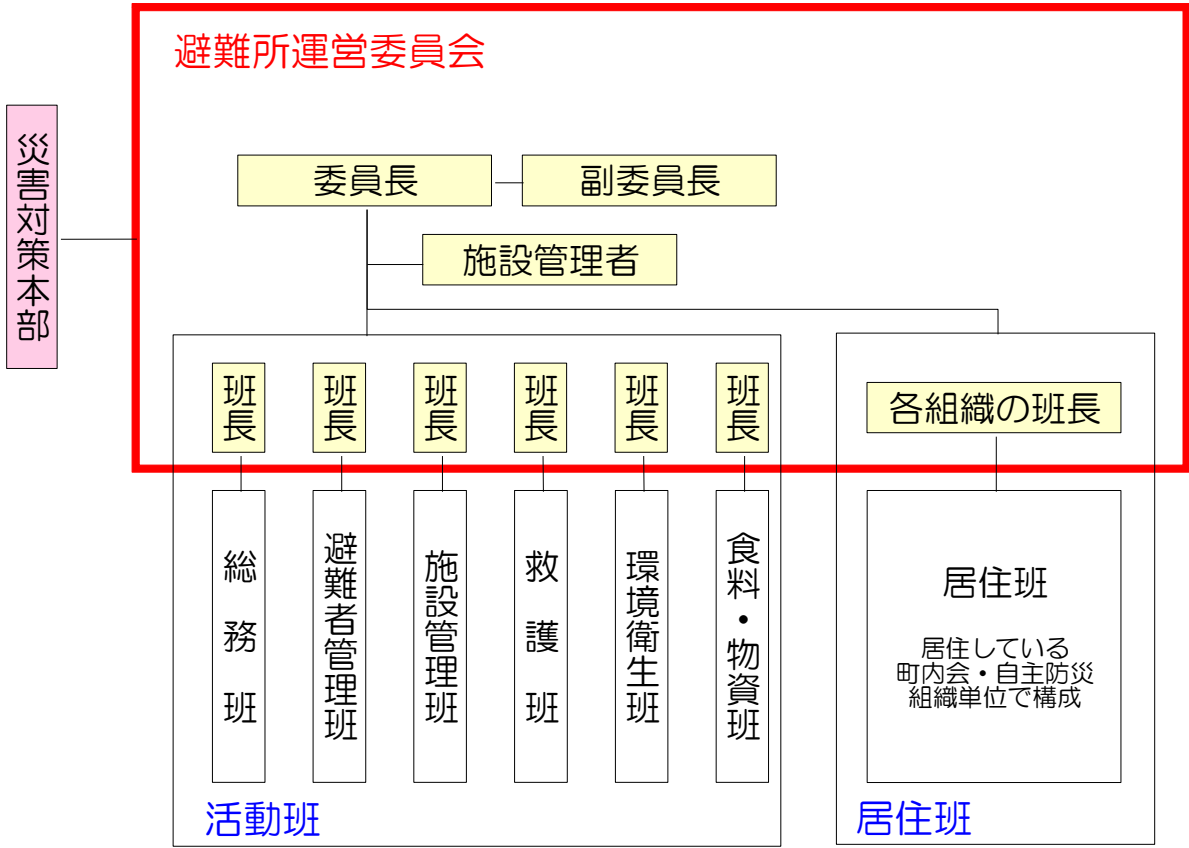 避難所運営委員会
災害対策本部
委員長
副委員長
施設管理者
班長
班長
班長
班長
班長
班長
各組織の班長
総務班
避難者管理班
施設管理班
救護班
環境衛生班
食料・物資班
居住班
居住している
町内会・自主防災
組織単位で構成
活動班
居住班